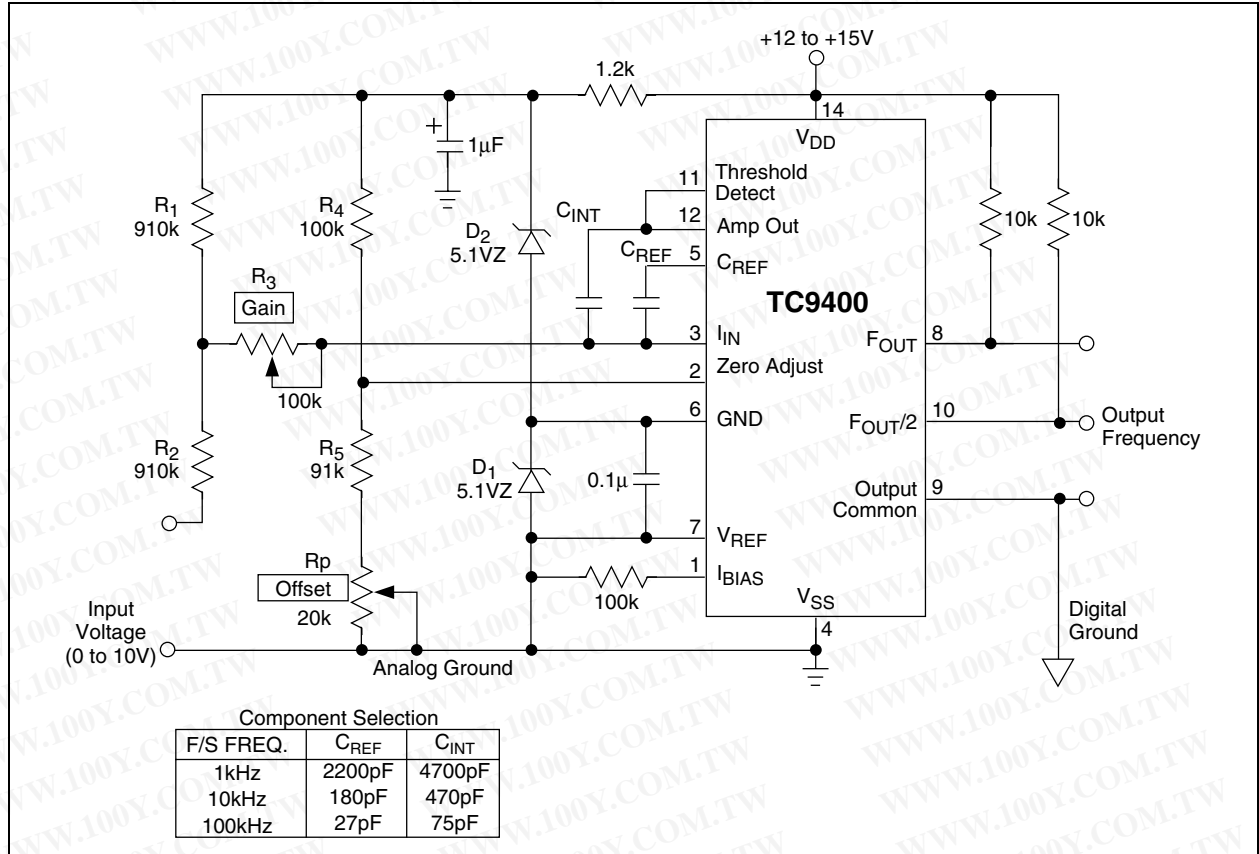 +12 to +15V
1.2k
14
VDD
1µF
+
11
Threshold
Detect
12
Amp Out
CINT
5
CREF
CREF
TC9400
R1
910k
R4
100k
D2
5.1VZ
10k
10k
R3
Gain
100k
3
IIN
FOUT
8
2
Zero Adjust
6
GND
FOUT/2
10
Output
Frequency
R2
910k
R5
91k
D1
5.1VZ
0.1µ
Output
Common
9
7
VREF
1
IBIAS
100k
Rp
Offset
20k
VSS
4
Input
Voltage
(0 to 10V)
Analog Ground
Digital
Ground
Component Selection
F/S FREQ. CREF CINT
1kHz 2200pF 4700pF
10kHz 180pF 470pF
100kHz 27pF 75pF
WWW.100Y.COM.TW